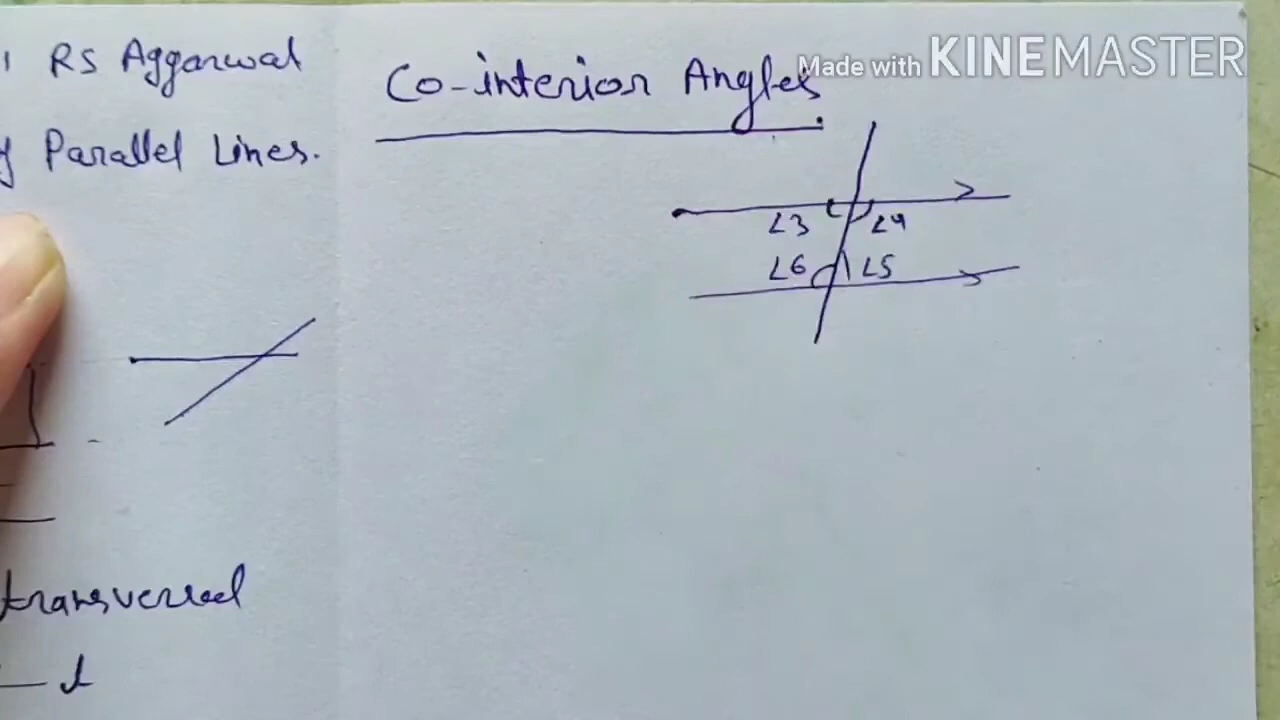 RS Aggarwal
Parallel Lines.
Co-interior Angles
Made with KINEMASTER
∠3 ∠4
∠6 ∠5
transversal
l